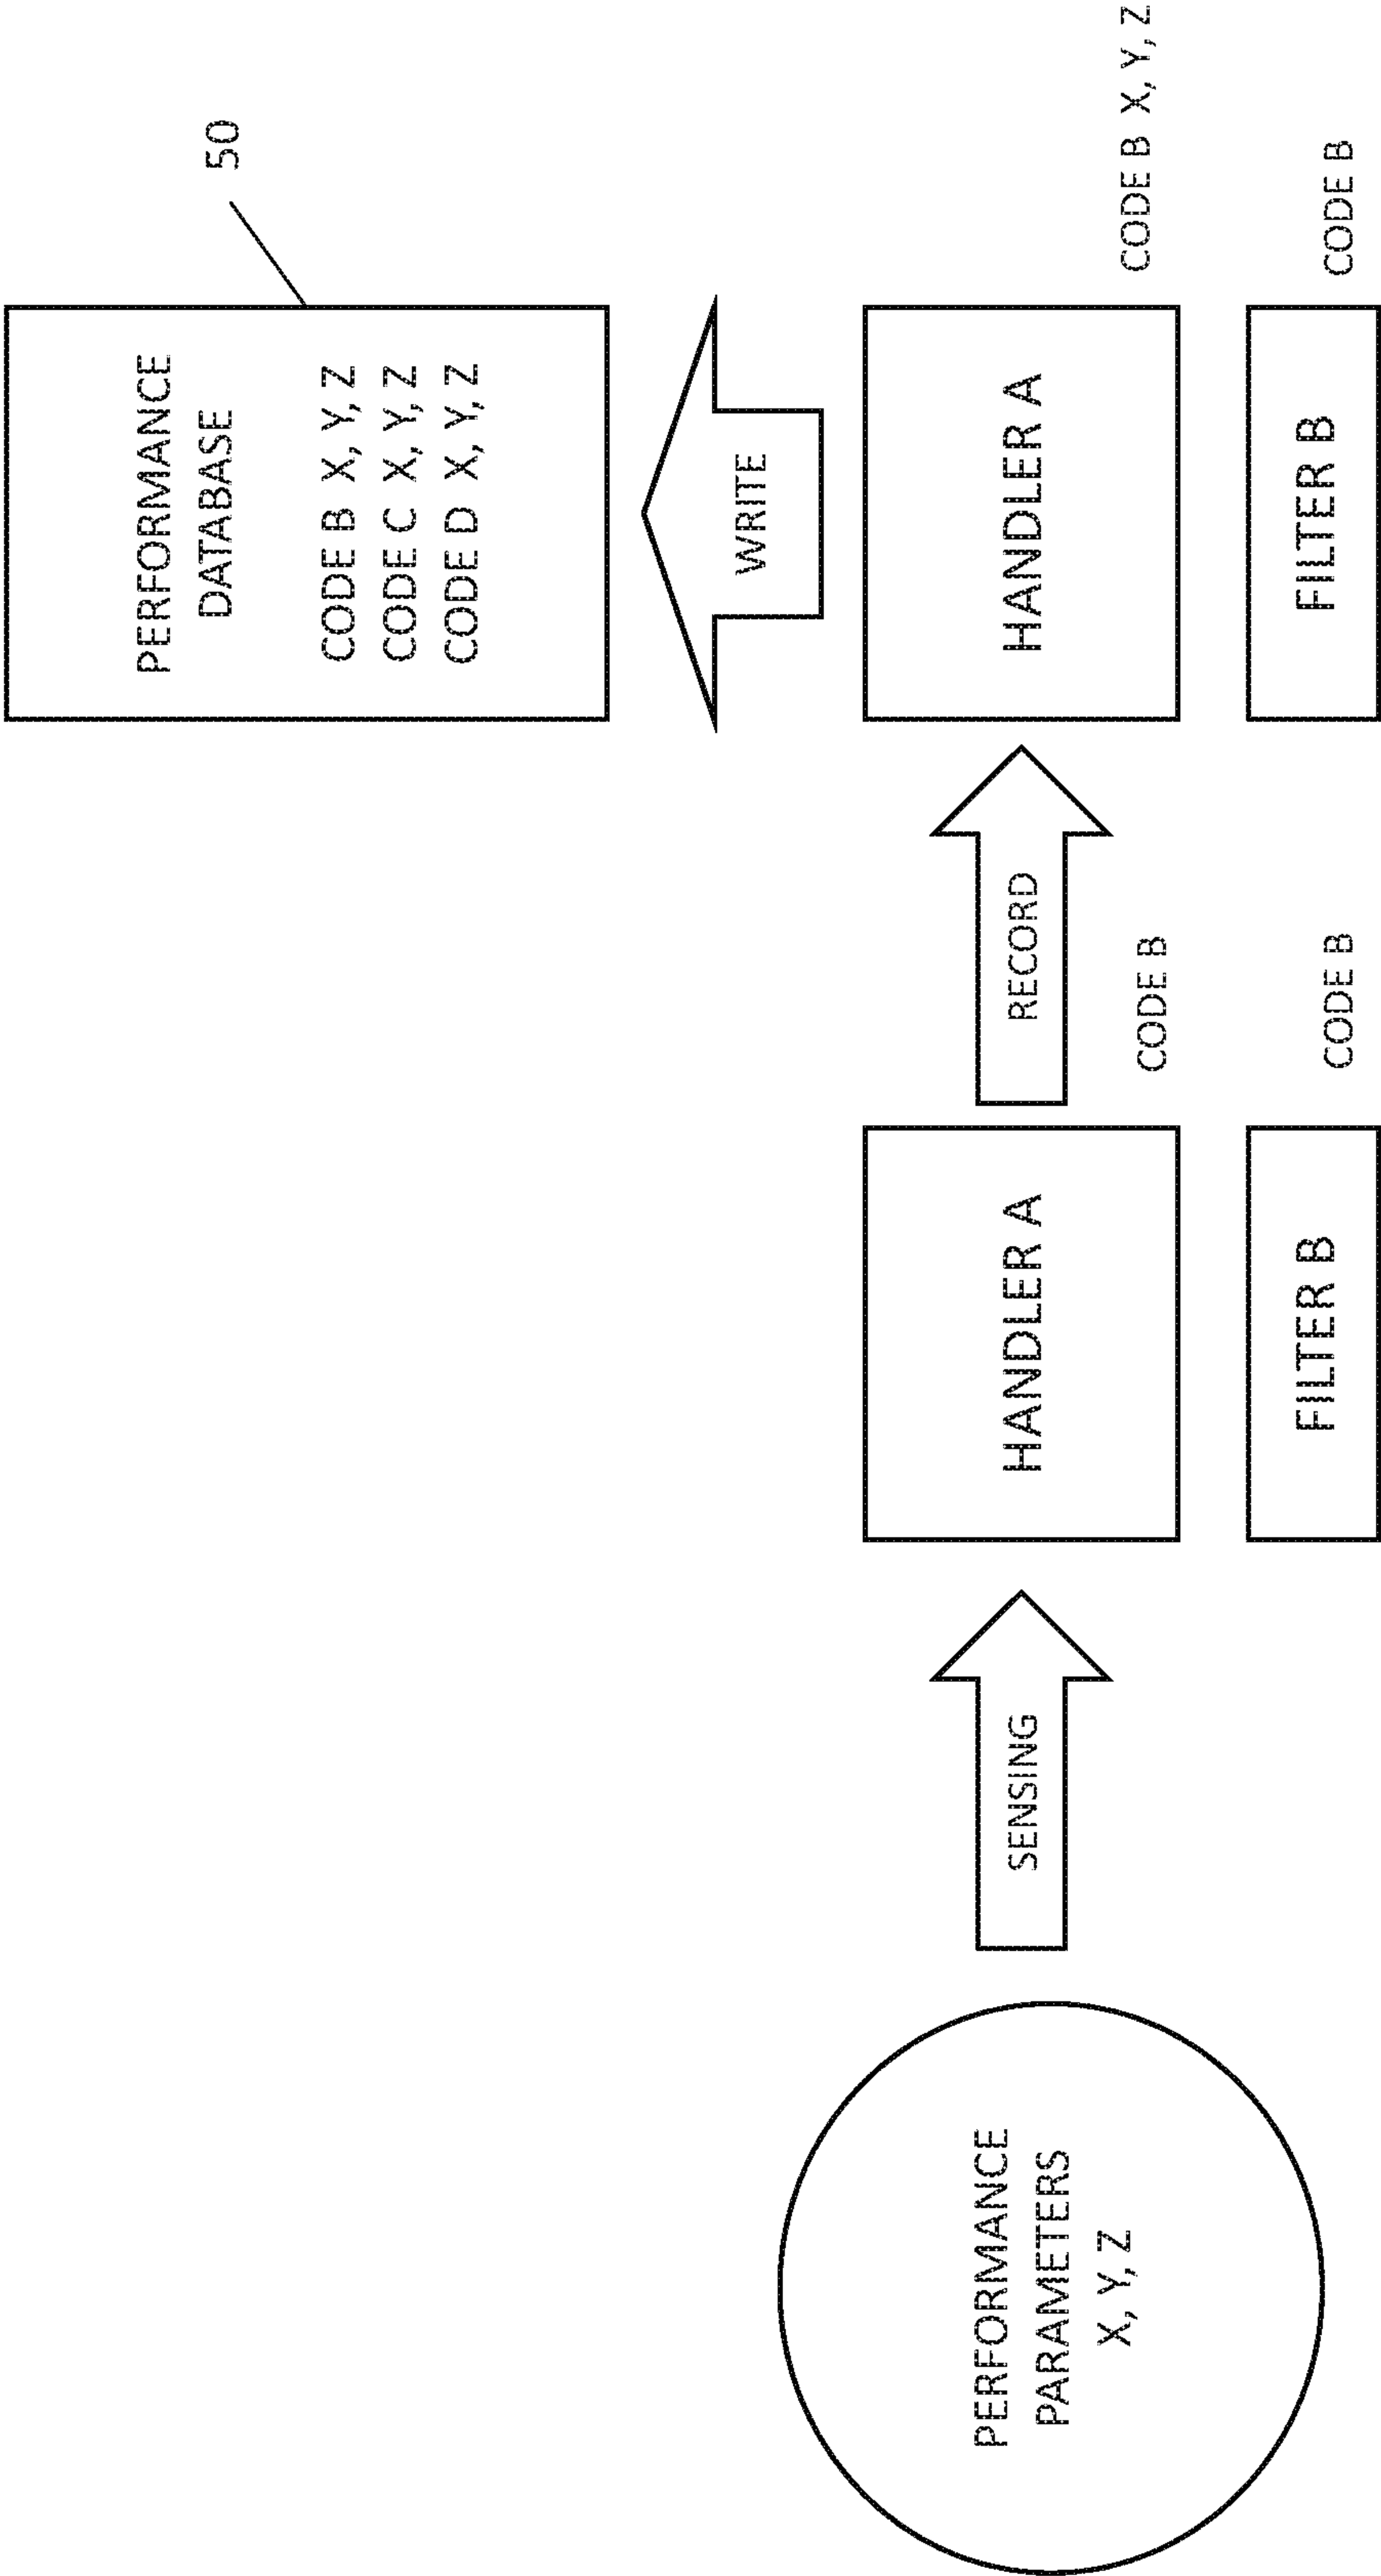 PERFORMANCE
DATABASE
CODE B X, Y, Z
CODE C X, Y, Z
CODE D X, Y, Z
50
WRITE
PERFORMANCE
PARAMETERS
X, Y, Z
SENSING
HANDLER A
RECORD
HANDLER A
CODE B
CODE B X, Y, Z
FILTER B
CODE B
FILTER B
CODE B